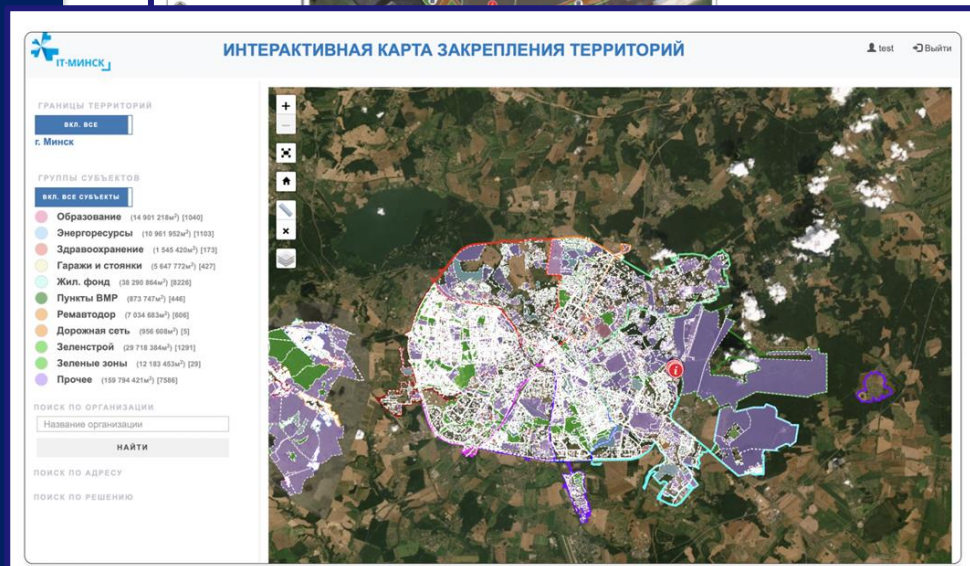 IT-МИНСК
ИНТЕРАКТИВНАЯ КАРТА ЗАКРЕПЛЕНИЯ ТЕРРИТОРИЙ
test
Выйти
ГРАНИЦЫ ТЕРРИТОРИЙ
ВКЛ. ВСЕ
г. Минск
ГРУППЫ СУБЪЕКТОВ
ВКЛ. ВСЕ СУБЪЕКТЫ
Образование (14 901 218м²) [1040]
Энергоресурсы (10 961 952м²) [1103]
Здравоохранение (1 545 420м²) [173]
Гаражи и стоянки (5 647 772м²) [427]
Жил. фонд (38 290 864м²) [8226]
Пункты ВМР (873 747м²) [446]
Ремавтодор (7 034 683м²) [606]
Дорожная сеть (956 608м²) [5]
Зеленстрой (29 718 384м²) [1291]
Зеленые зоны (12 183 453м²) [29]
Прочее (159 794 421м²) [7586]
ПОИСК ПО ОРГАНИЗАЦИИ
Название организации
НАЙТИ
ПОИСК ПО АДРЕСУ
ПОИСК ПО РЕШЕНИЮ